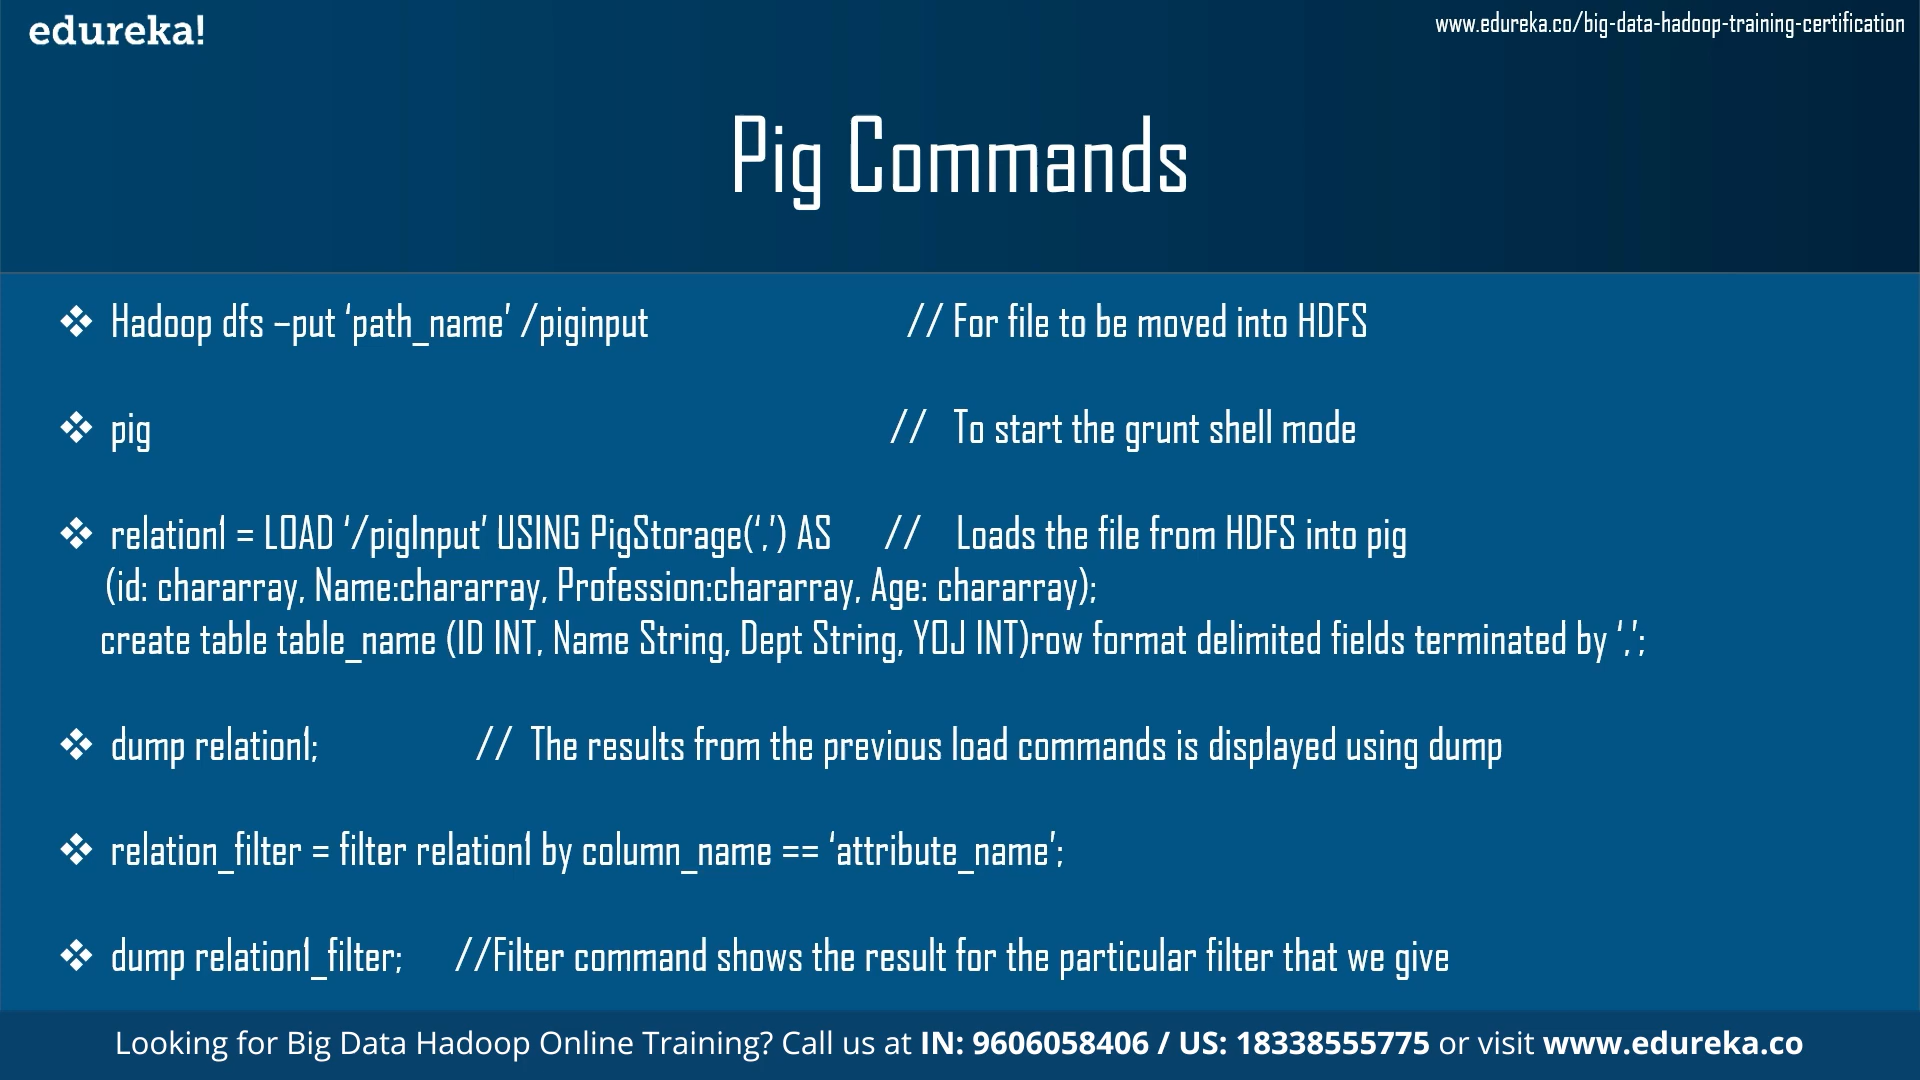 edureka!
www.edureka.co/big-data-hadoop-training-certification
Pig Commands
❖ Hadoop dfs –put ‘path_name’ /piginput // For file to be moved into HDFS
❖ pig // To start the grunt shell mode
❖ relation1 = LOAD ‘/pigInput’ USING PigStorage(‘,’) AS // Loads the file from HDFS into pig
(id: chararray, Name:chararray, Profession:chararray, Age: chararray);
create table table_name (ID INT, Name String, Dept String, YOJ INT)row format delimited fields terminated by ‘,’;
❖ dump relation1; // The results from the previous load commands is displayed using dump
❖ relation_filter = filter relation1 by column_name == ‘attribute_name’;
❖ dump relation1_filter; //Filter command shows the result for the particular filter that we give
Looking for Big Data Hadoop Online Training? Call us at IN: 9606058406 / US: 18338555775 or visit www.edureka.co